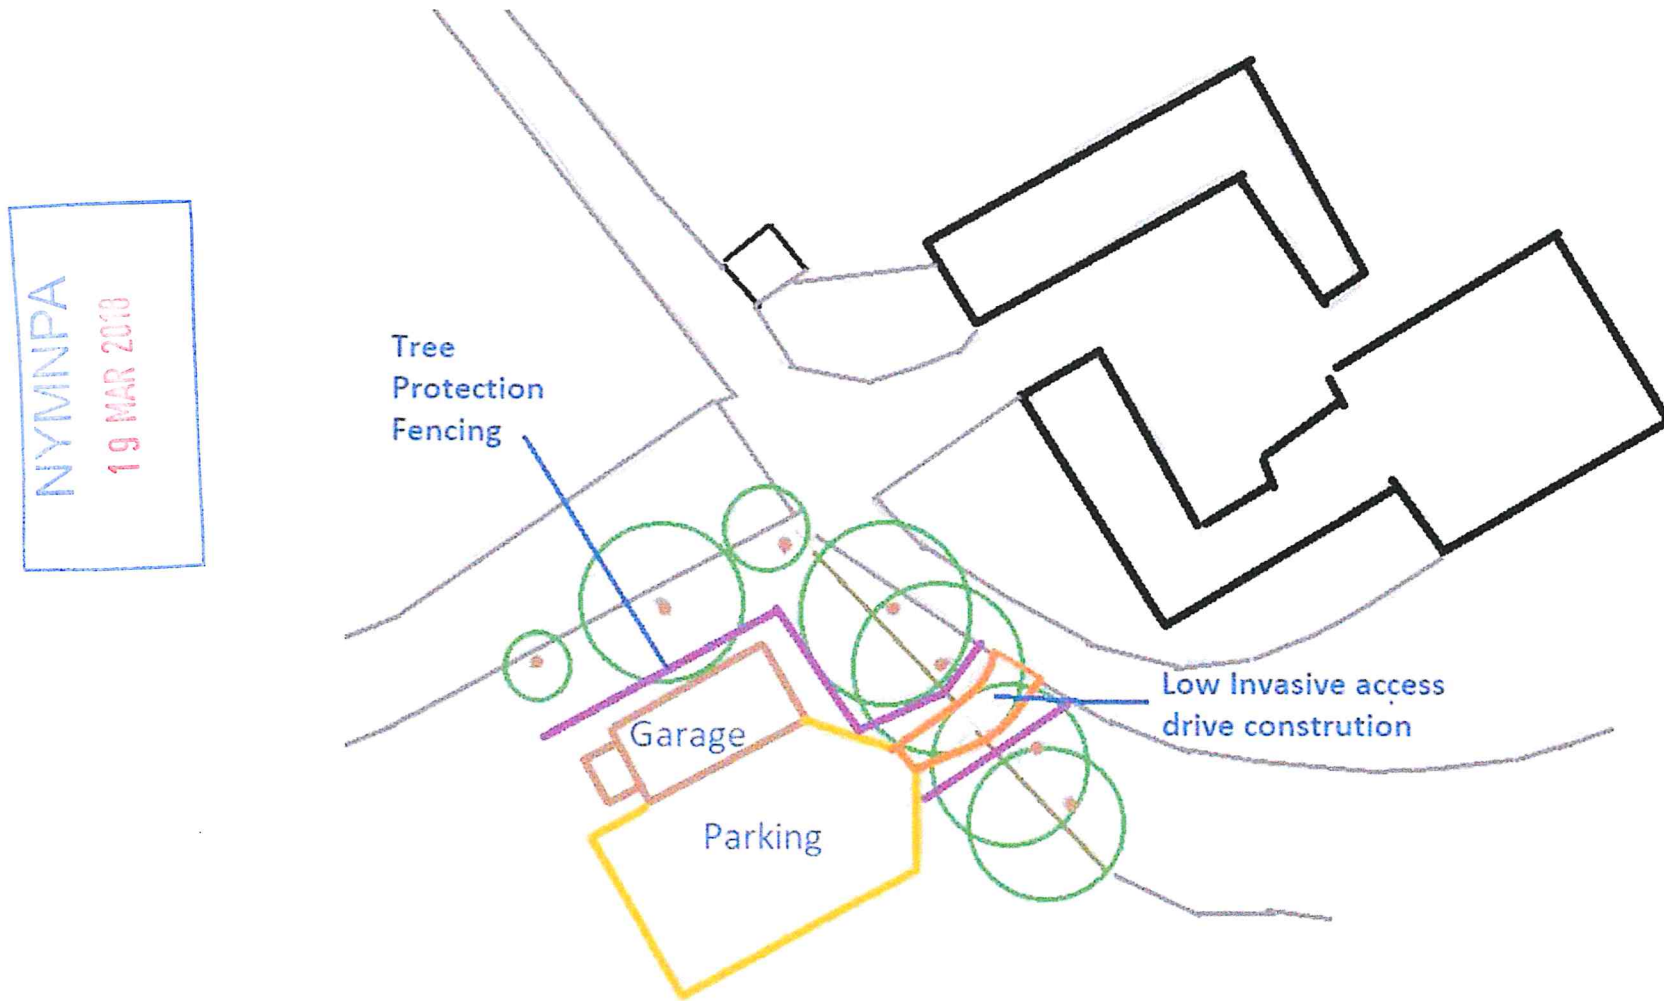 NYMNPA
19 MAR 2018
Tree
Protection
Fencing
Low Invasive access
drive constrution
Garage
Parking